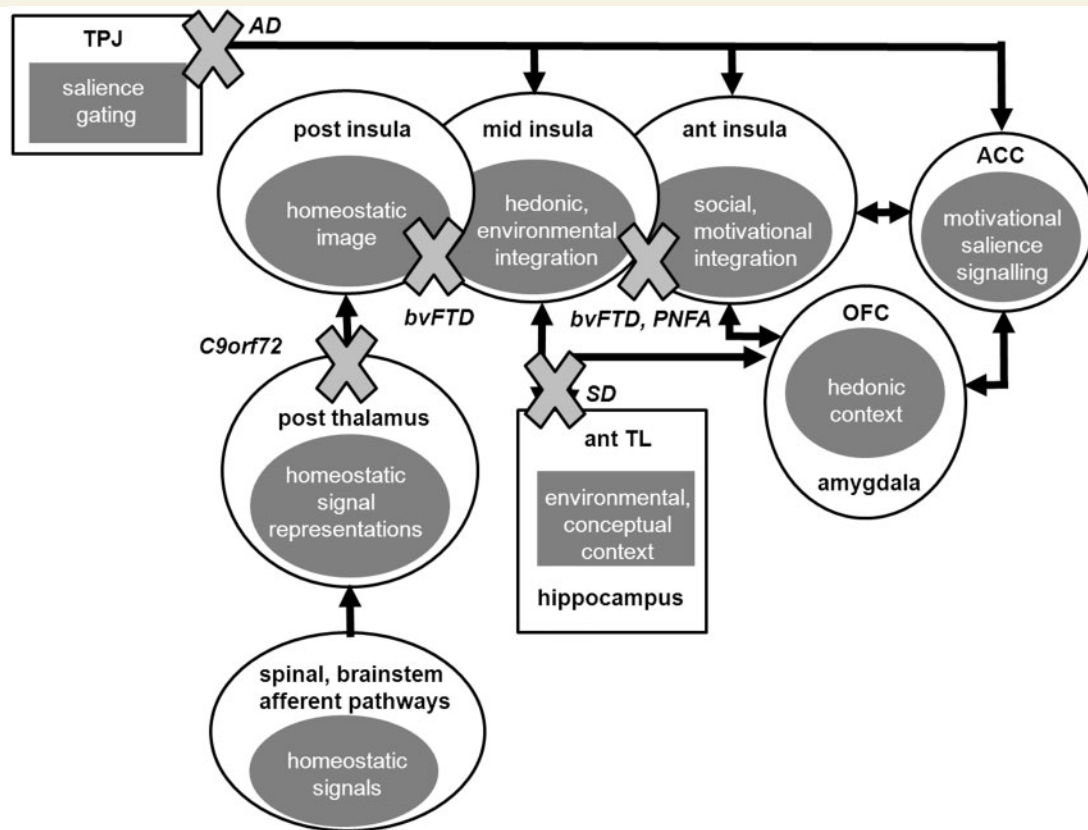 TPJ
salience
gating
AD
post insula
homeostatic
image
mid insula
hedonic,
environmental
integration
ant insula
social,
motivational
integration
ACC
motivational
salience
signalling
bvFTD
bvFTD, PNFA
C9orf72
OFC
hedonic
context
amygdala
SD
post thalamus
homeostatic
signal
representations
ant TL
environmental,
conceptual
context
hippocampus
spinal, brainstem
afferent pathways
homeostatic
signals